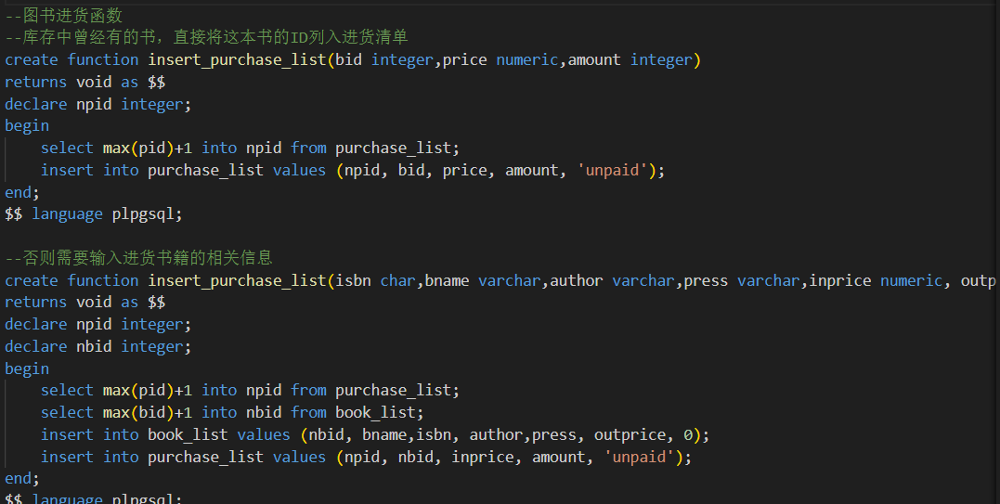 --图书进货函数
--库存中曾经有的书，直接将这本书的ID列入进货清单
create function insert_purchase_list(bid integer,price numeric,amount integer)
returns void as $$
declare npid integer;
begin
    select max(pid)+1 into npid from purchase_list;
    insert into purchase_list values (npid, bid, price, amount, 'unpaid');
end;
$$ language plpgsql;

--否则需要输入进货书籍的相关信息
create function insert_purchase_list(isbn char,bname varchar,author varchar,press varchar,inprice numeric, outp
returns void as $$
declare npid integer;
declare nbid integer;
begin
    select max(pid)+1 into npid from purchase_list;
    select max(bid)+1 into nbid from book_list;
    insert into book_list values (nbid, bname,isbn, author,press, outprice, 0);
    insert into purchase_list values (npid, nbid, inprice, amount, 'unpaid');
end;
$$ language plpgsql;